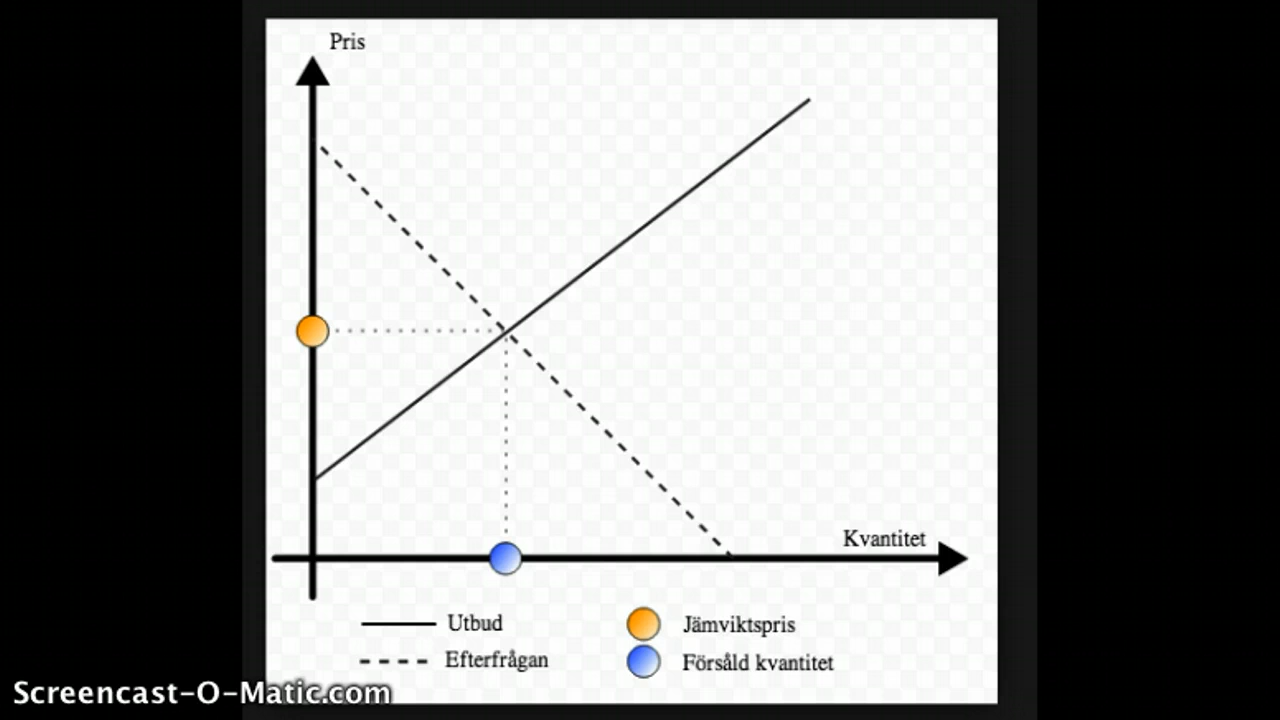 Pris
Kvantitet
Utbud
Jämviktspris
Efterfrågan
Försåld kvantitet
Screencast-O-Matic.com